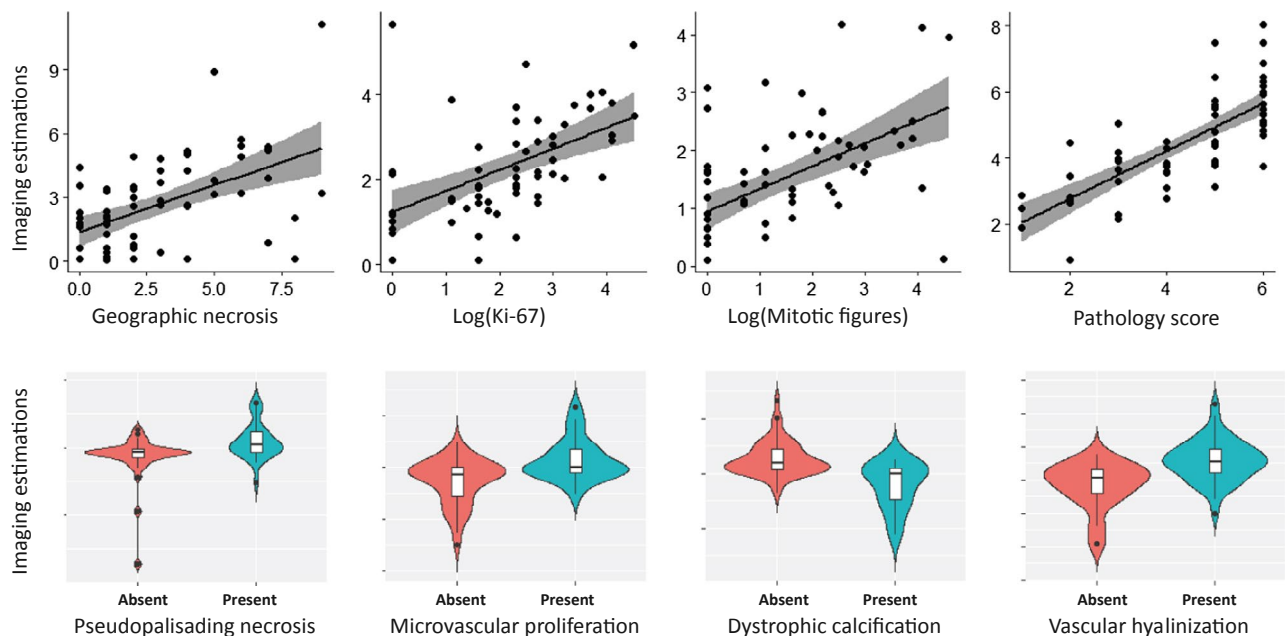 Imaging estimations
9
6
3
0
0.0 2.5 5.0 7.5
Geographic necrosis
4
2
0
0 1 2 3 4
Log(Ki-67)
4
3
2
1
0
0 1 2 3 4
Log(Mitotic figures)
8
6
4
2
2 4 6
Pathology score
Imaging estimations
Absent Present
Pseudopalisading necrosis
Absent Present
Microvascular proliferation
Absent Present
Dystrophic calcification
Absent Present
Vascular hyalinization